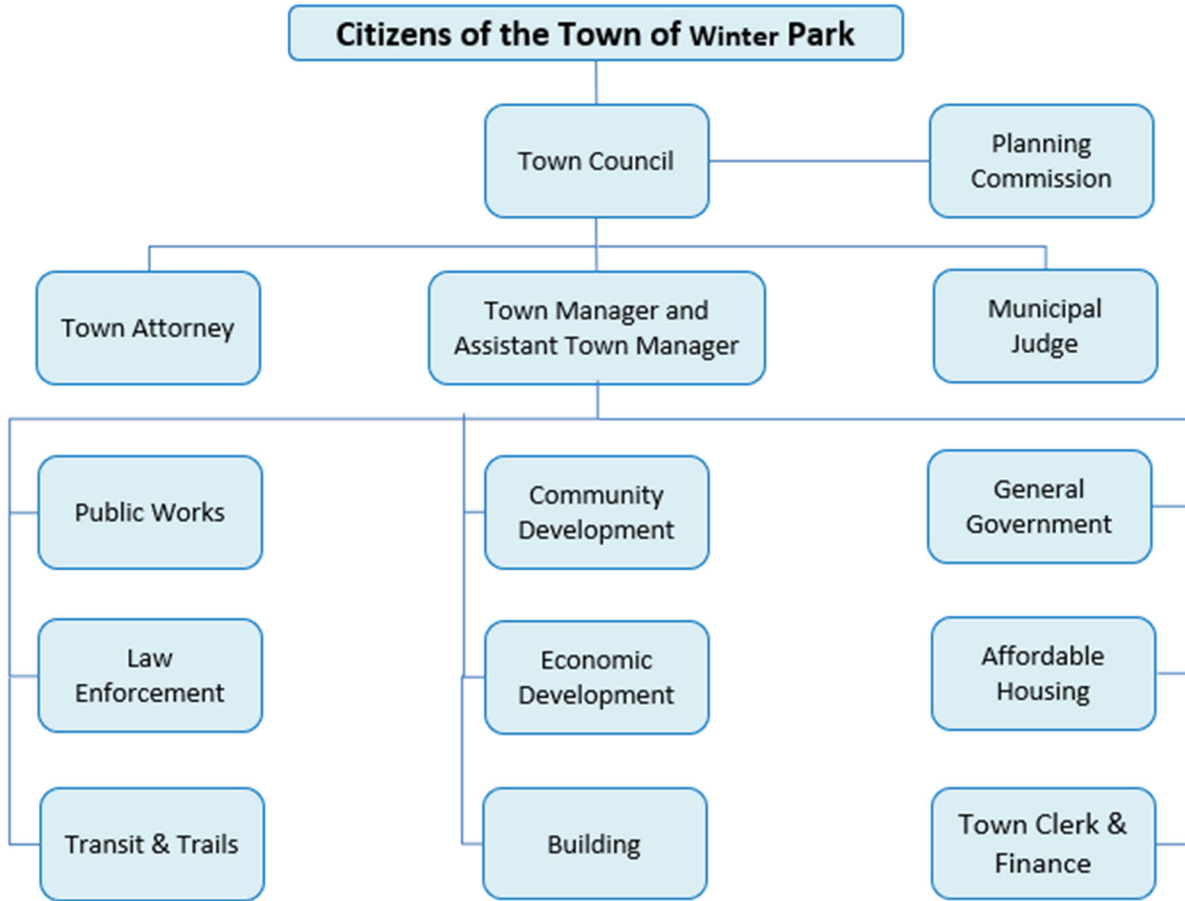 Citizens of the Town of Winter Park
Town Council
Planning
Commission
Town Attorney
Town Manager and
Assistant Town Manager
Municipal
Judge
Public Works
Community
Development
General
Government
Law
Enforcement
Economic
Development
Affordable
Housing
Transit & Trails
Building
Town Clerk &
Finance